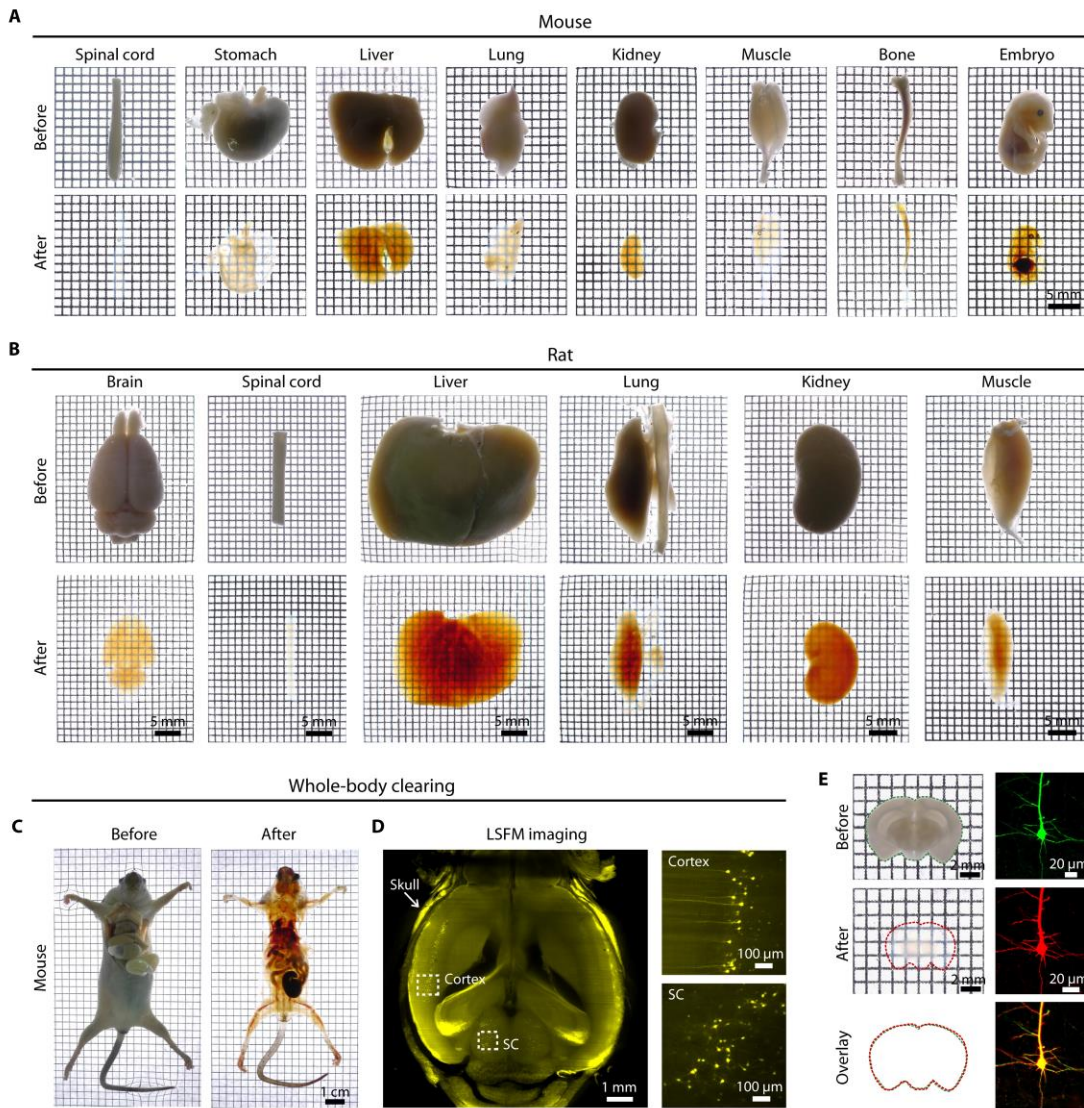 A
Mouse
Spinal cord Stomach Liver Lung Kidney Muscle Bone Embryo
Before
After
5 mm
B
Rat
Brain Spinal cord Liver Lung Kidney Muscle
Before
After
5 mm 5 mm 5 mm 5 mm 5 mm 5 mm
Whole-body clearing
C
Before After
Mouse
1 cm
D
LSFM imaging
Skull
Cortex
SC
1 mm
Cortex
100 µm
SC
100 µm
E
Before
2 mm
20 µm
After
2 mm
20 µm
Overlay